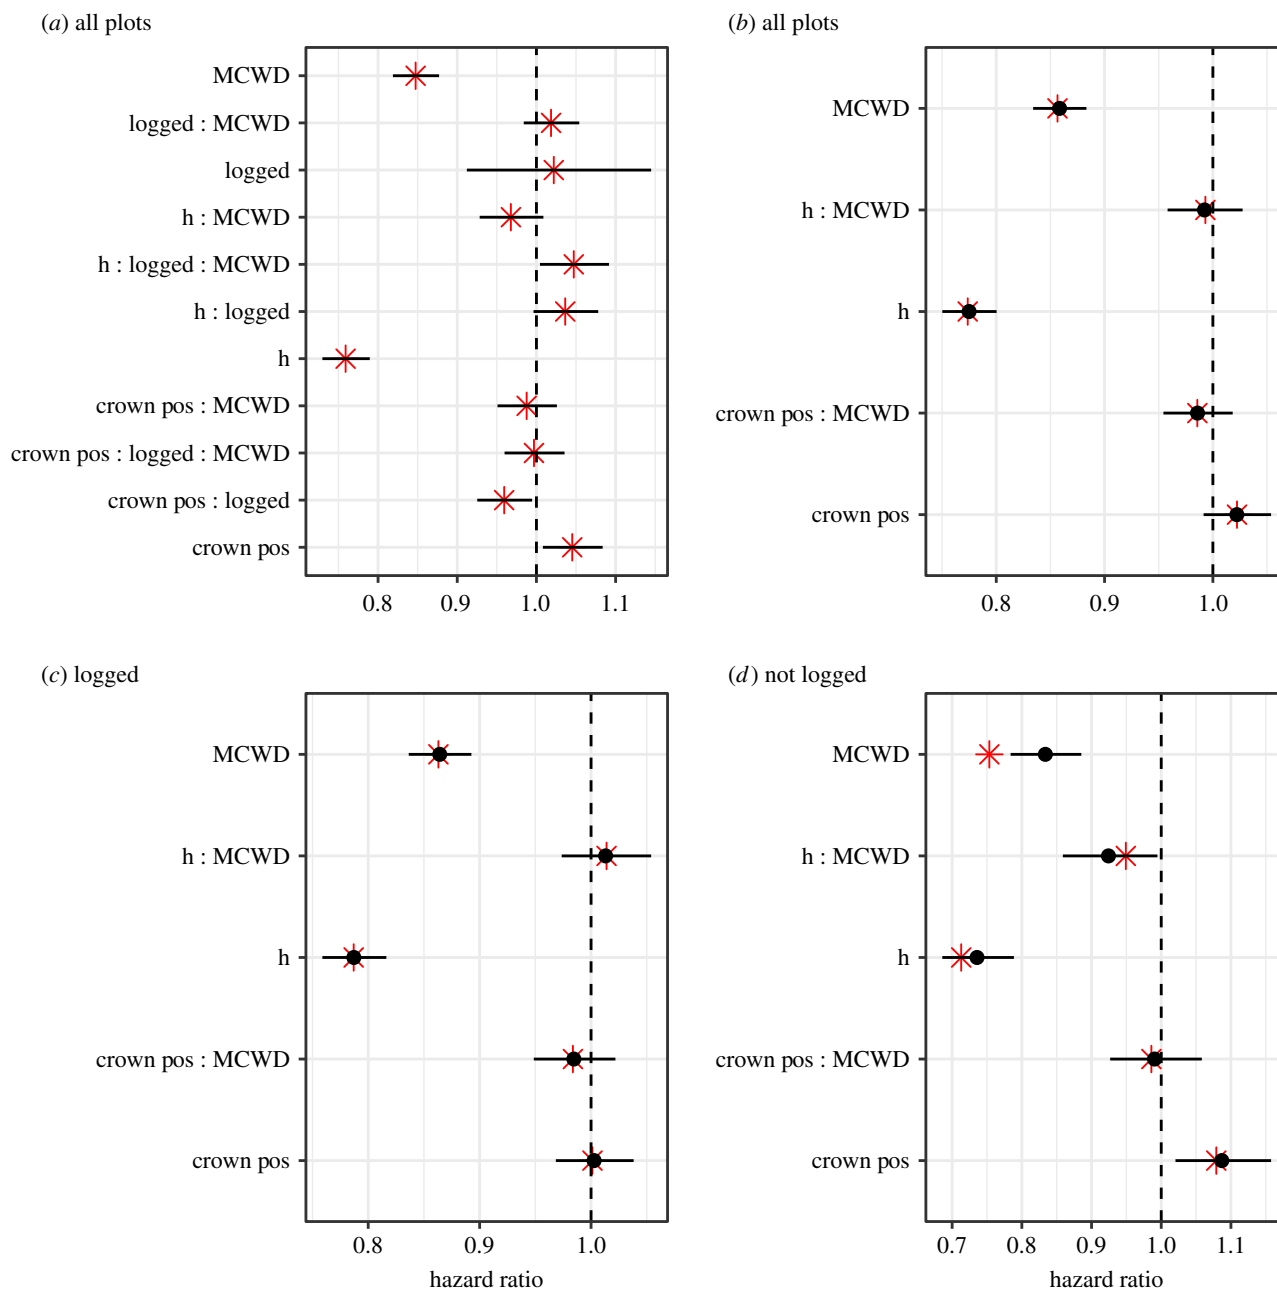 (a) all plots
MCWD
logged : MCWD
logged
h : MCWD
h : logged : MCWD
h : logged
h
crown pos : MCWD
crown pos : logged : MCWD
crown pos : logged
crown pos
0.8 0.9 1.0 1.1
(b) all plots
MCWD
h : MCWD
h
crown pos : MCWD
crown pos
0.8 0.9 1.0
(c) logged
MCWD
h : MCWD
h
crown pos : MCWD
crown pos
0.8 0.9 1.0
hazard ratio
(d) not logged
MCWD
h : MCWD
h
crown pos : MCWD
crown pos
0.7 0.8 0.9 1.0 1.1
hazard ratio